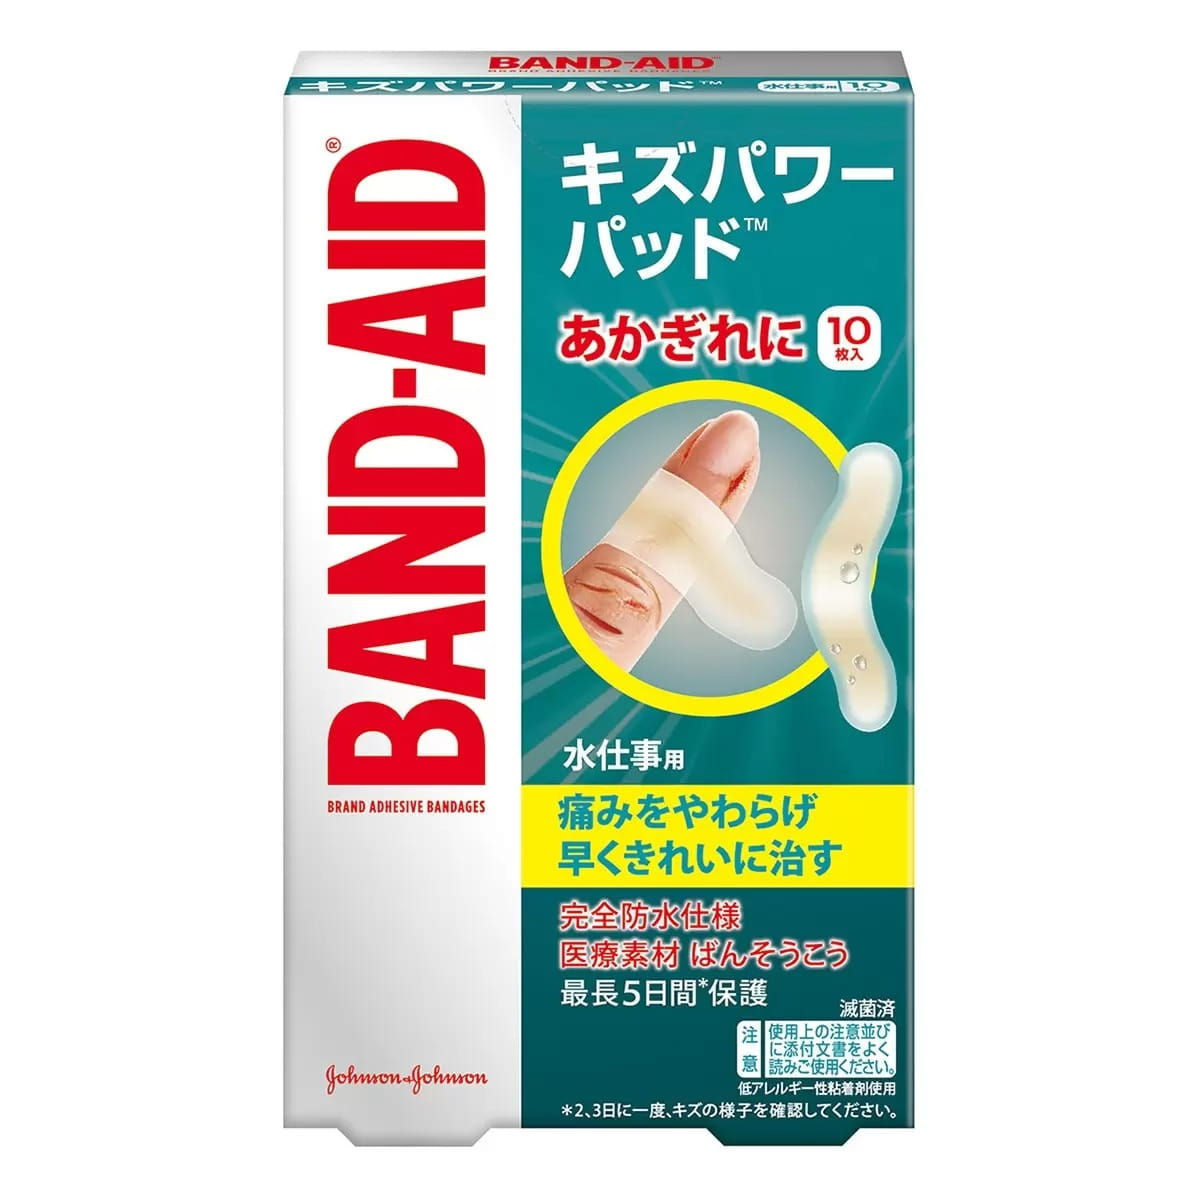 BAND-AID™
BRAND ADHESIVE BANDAGES
キズパワーパッド™
水仕事用
10
枚入
BAND-AID®
BRAND ADHESIVE BANDAGES
Johnson & Johnson
キズパワー
パッド™
あかぎれに
10
枚入
水仕事用
痛みをやわらげ
早くきれいに治す
完全防水仕様
医療素材 ばんそうこう
最長5日間*保護
滅菌済
注意
使用上の注意並び
に添付文書をよく
読みご使用ください。
低アレルギー性粘着剤使用
*2、3日に一度、キズの様子を確認してください。